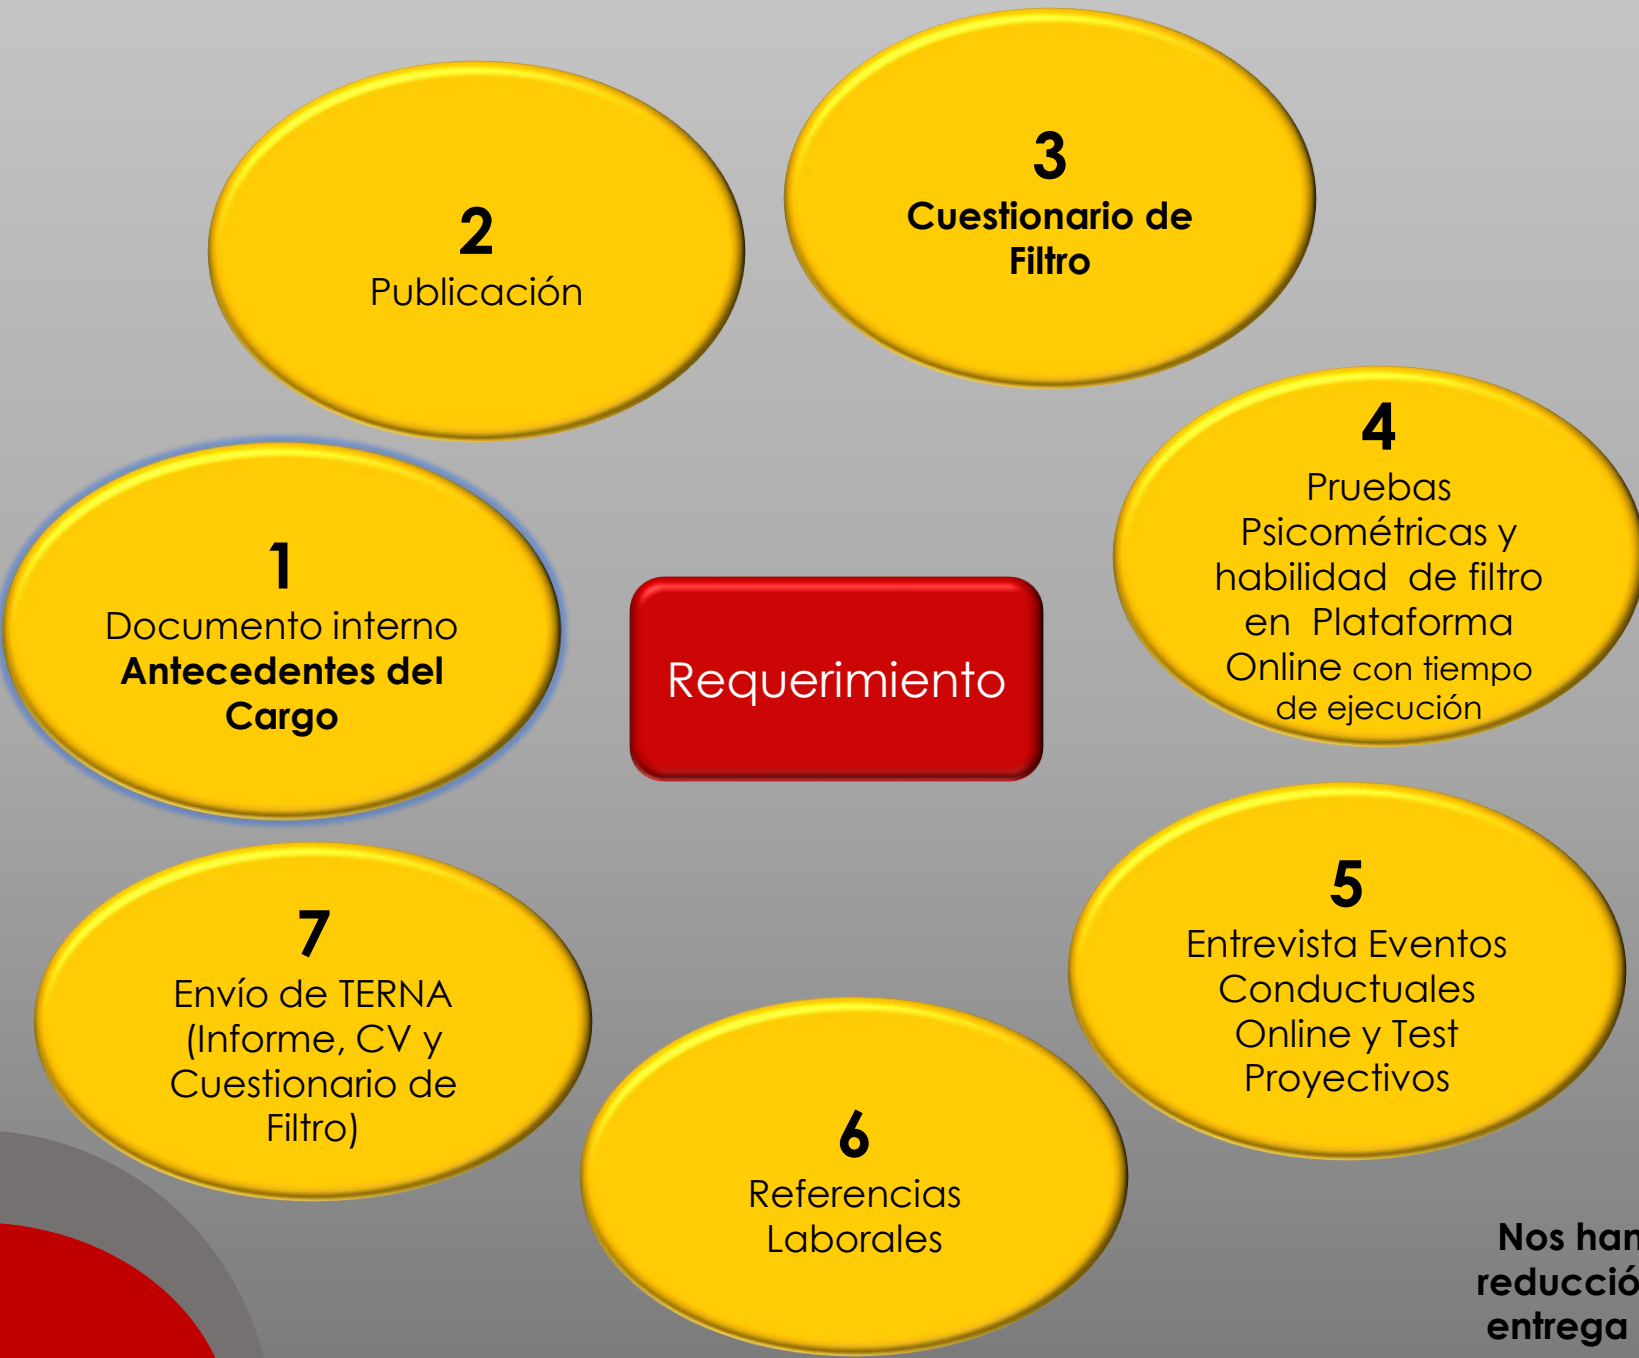 1
Documento interno
Antecedentes del
Cargo
2
Publicación
3
Cuestionario de
Filtro
4
Pruebas
Psicométricas y
habilidad de filtro
en Plataforma
Online con tiempo
de ejecución
5
Entrevista Eventos
Conductuales
Online y Test
Proyectivos
6
Referencias
Laborales
7
Envío de TERNA
(Informe, CV y
Cuestionario de
Filtro)
Requerimiento
Nos han
reducció
entrega